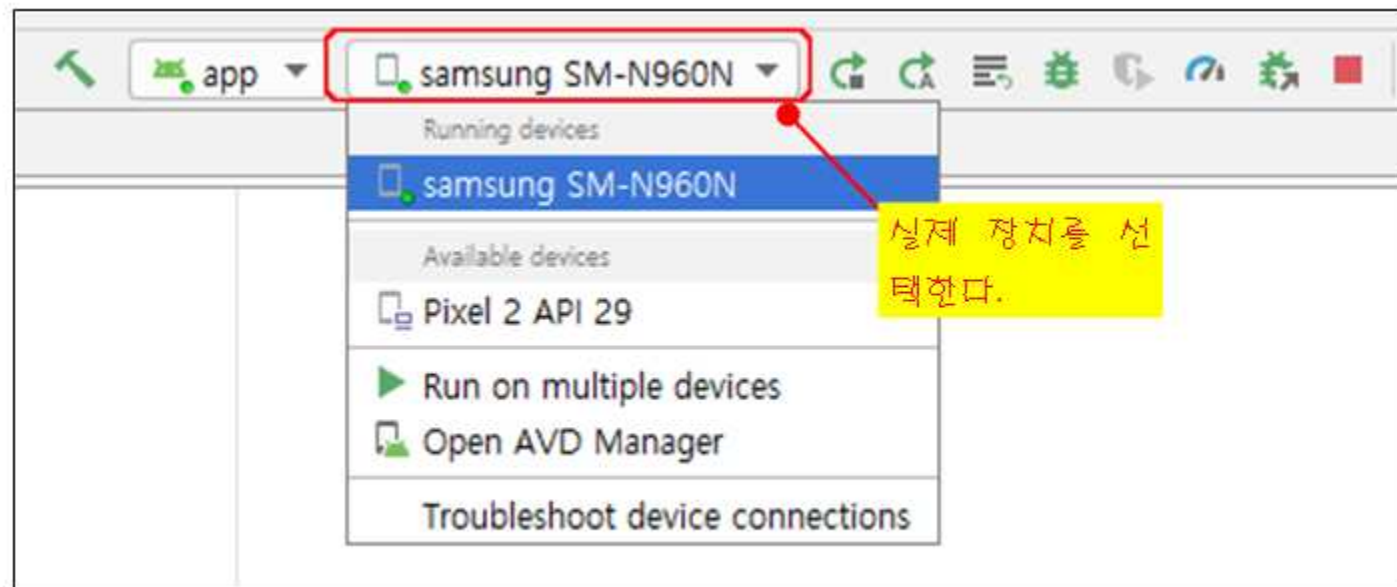 app
samsung SM-N960N
Running devices
samsung SM-N960N
Available devices
Pixel 2 API 29
Run on multiple devices
Open AVD Manager
Troubleshoot device connections
실제 장치를 선
택한다.